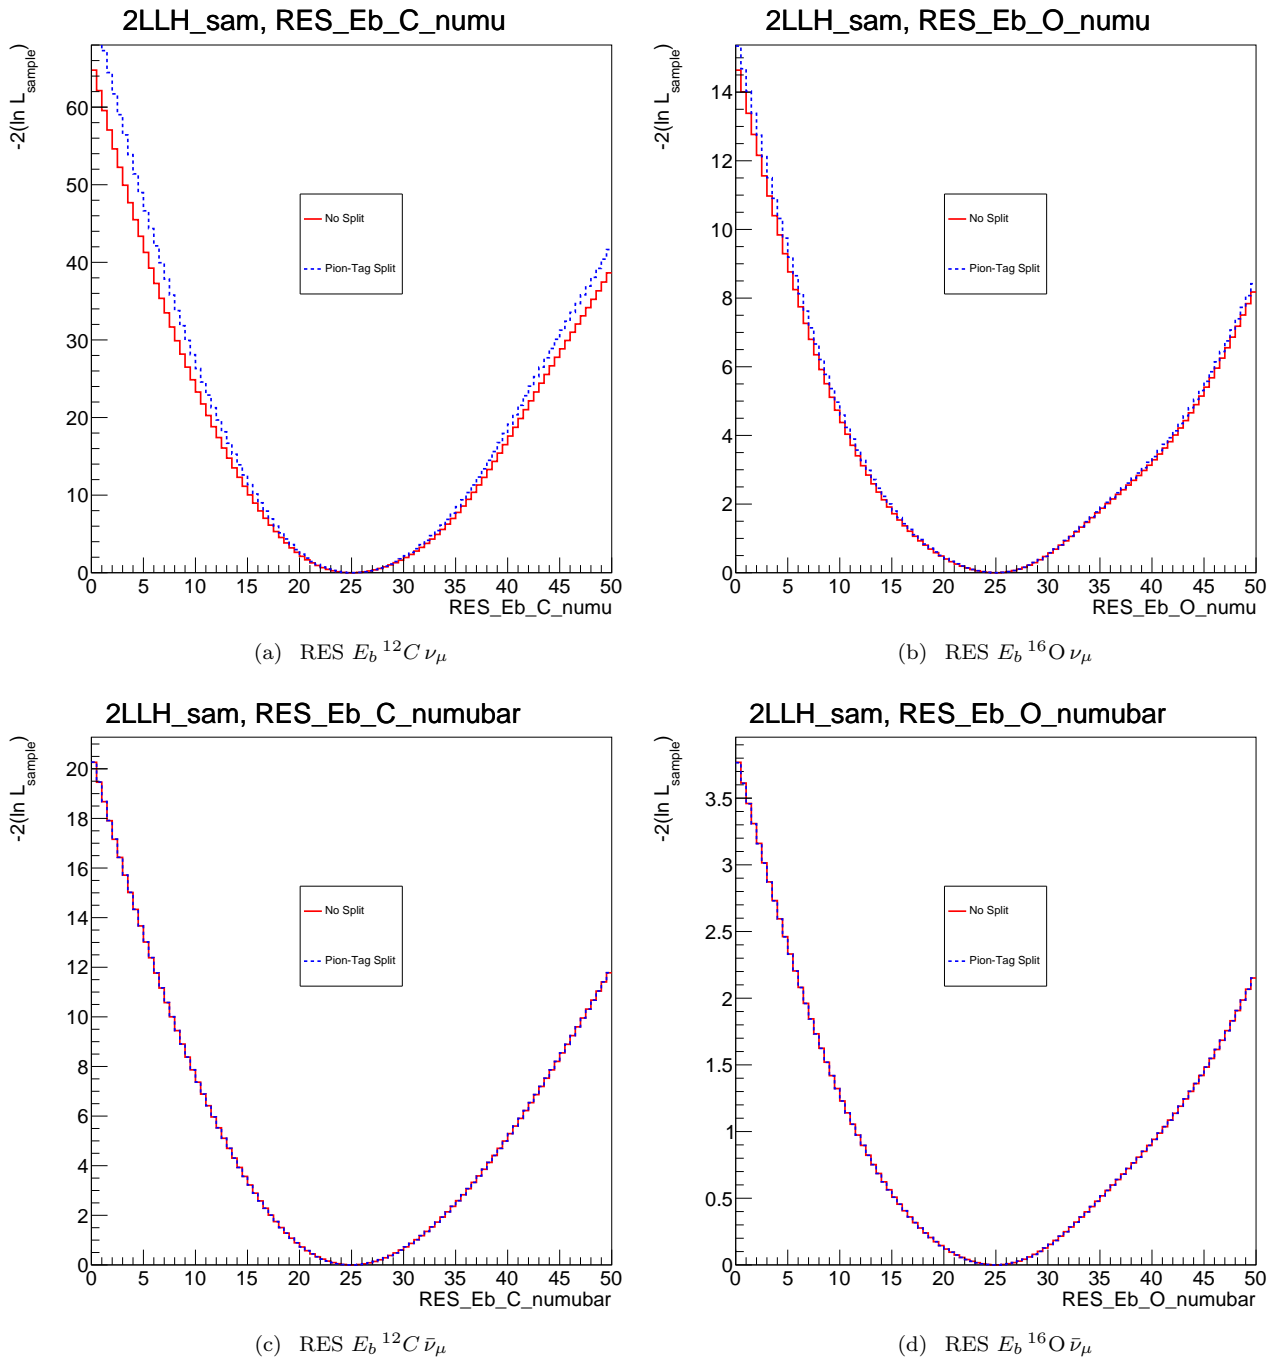 2LLH_sam, RES_Eb_C_numu
-2(ln L_sample)
60
50
40
30
20
10
0
No Split
Pion-Tag Split
0 5 10 15 20 25 30 35 40 45 50
RES_Eb_C_numu
(a) RES E_b ¹²C ν_μ
2LLH_sam, RES_Eb_O_numu
-2(ln L_sample)
14
12
10
8
6
4
2
0
No Split
Pion-Tag Split
0 5 10 15 20 25 30 35 40 45 50
RES_Eb_O_numu
(b) RES E_b ¹⁶O ν_μ
2LLH_sam, RES_Eb_C_numubar
-2(ln L_sample)
20
18
16
14
12
10
8
6
4
2
0
No Split
Pion-Tag Split
0 5 10 15 20 25 30 35 40 45 50
RES_Eb_C_numubar
(c) RES E_b ¹²C ν̄_μ
2LLH_sam, RES_Eb_O_numubar
-2(ln L_sample)
3.5
3
2.5
2
1.5
1
0.5
0
No Split
Pion-Tag Split
0 5 10 15 20 25 30 35 40 45 50
RES_Eb_O_numubar
(d) RES E_b ¹⁶O ν̄_μ